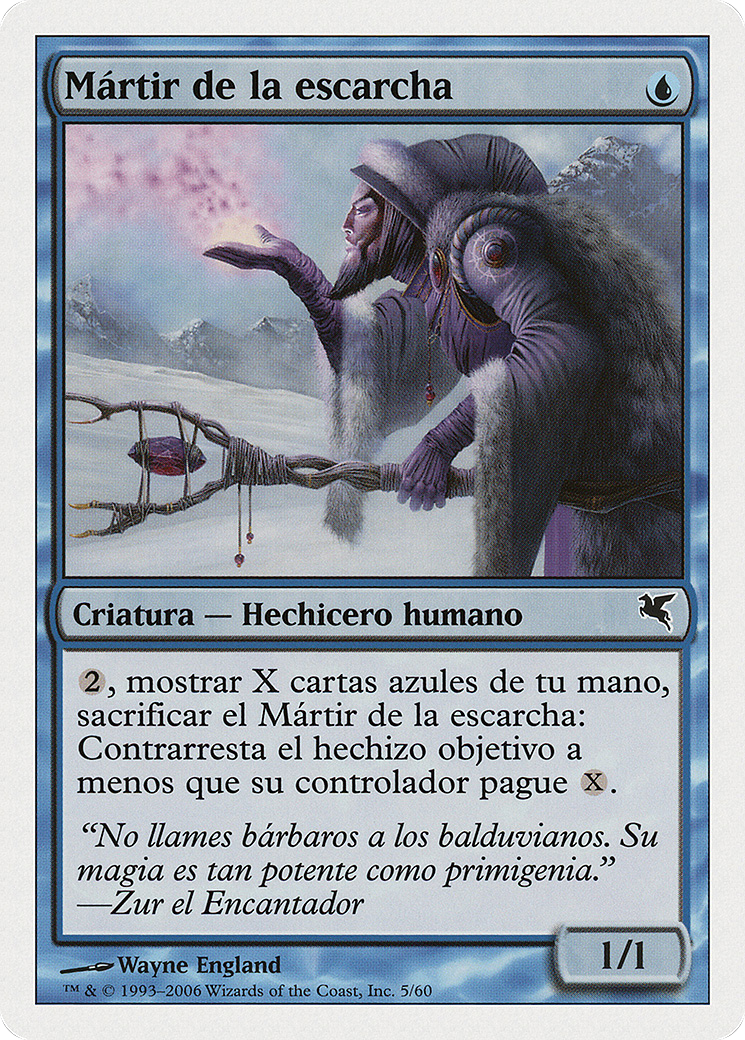 Mártir de la escarcha
Criatura — Hechicero humano
2, mostrar X cartas azules de tu mano,
sacrificar el Mártir de la escarcha:
Contrarresta el hechizo objetivo a
menos que su controlador pague X.
“No llames bárbaros a los balduvianos. Su
magia es tan potente como primigenia.”
—Zur el Encantador
1/1
Wayne England
™ & © 1993–2006 Wizards of the Coast, Inc. 5/60